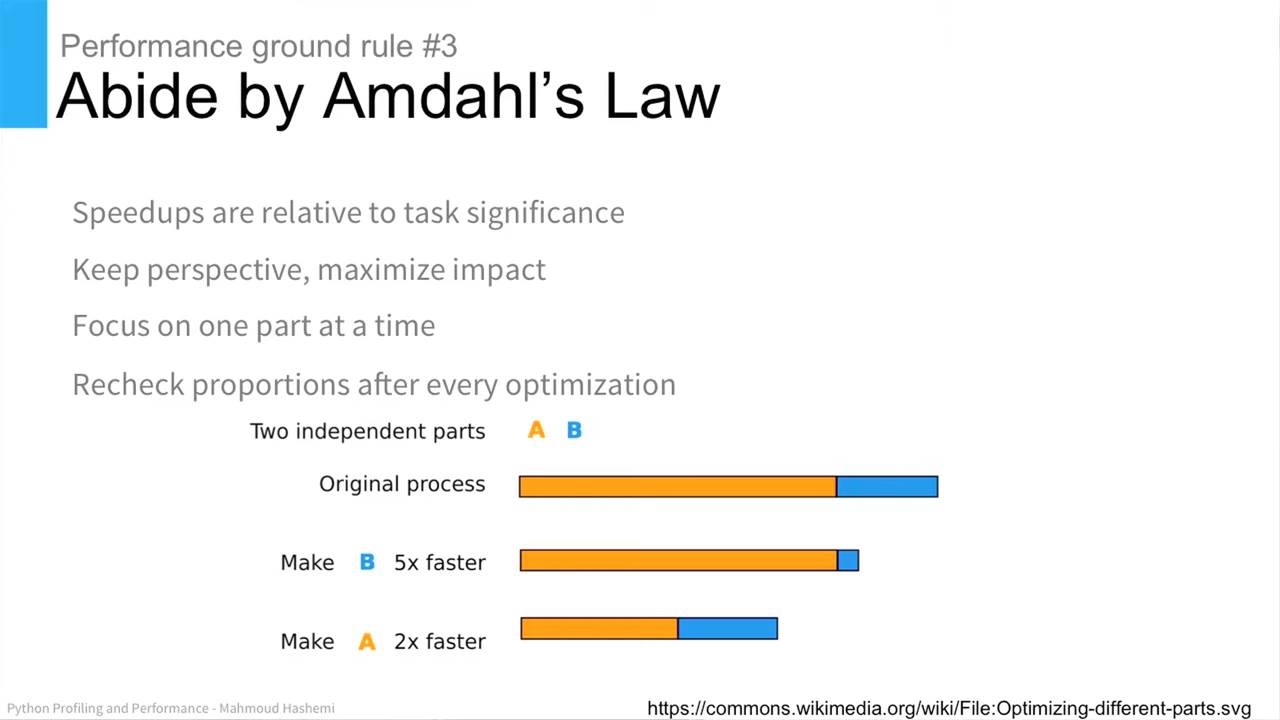 Performance ground rule #3
Abide by Amdahl’s Law
Speedups are relative to task significance
Keep perspective, maximize impact
Focus on one part at a time
Recheck proportions after every optimization
Two independent parts A B
Original process
Make B 5x faster
Make A 2x faster
Python Profiling and Performance - Mahmoud Hashemi
https://commons.wikimedia.org/wiki/File:Optimizing-different-parts.svg